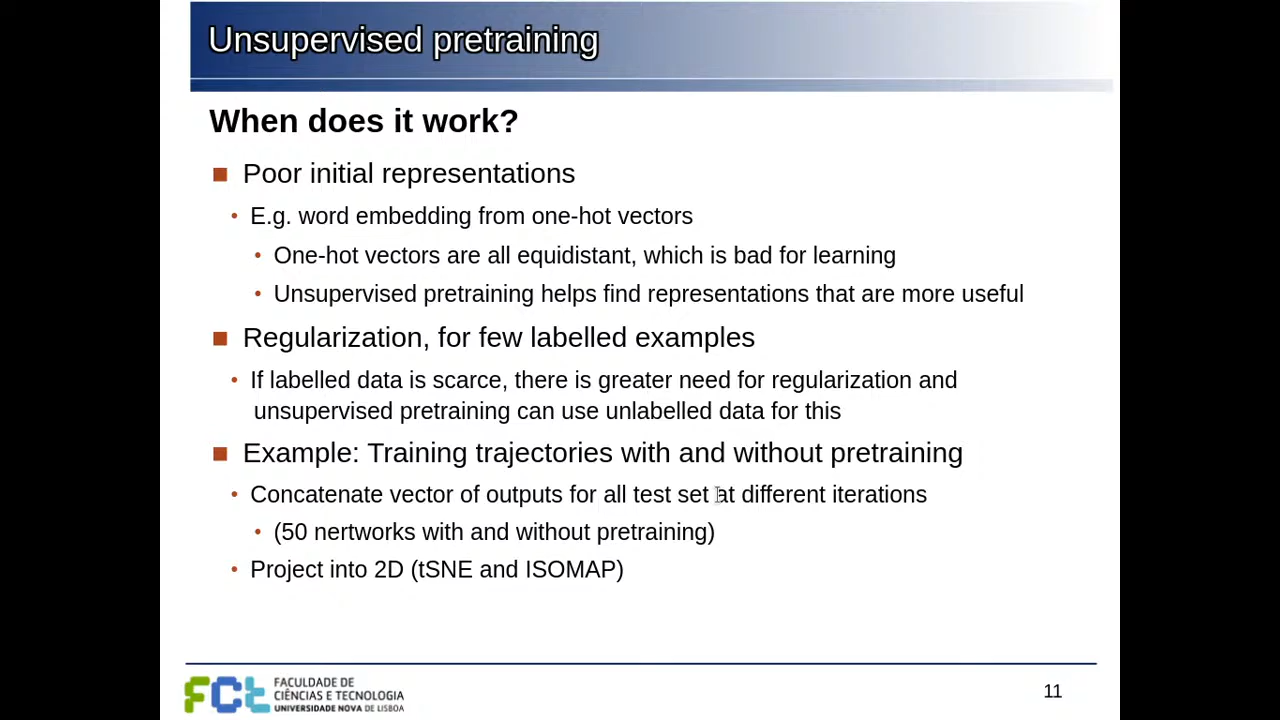 Unsupervised pretraining
When does it work?
Poor initial representations
E.g. word embedding from one-hot vectors
One-hot vectors are all equidistant, which is bad for learning
Unsupervised pretraining helps find representations that are more useful
Regularization, for few labelled examples
If labelled data is scarce, there is greater need for regularization and
unsupervised pretraining can use unlabelled data for this
Example: Training trajectories with and without pretraining
Concatenate vector of outputs for all test set at different iterations
(50 nertworks with and without pretraining)
Project into 2D (tSNE and ISOMAP)
FCt
FACULDADE DE
CIÊNCIAS E TECNOLOGIA
UNIVERSIDADE NOVA DE LISBOA
11